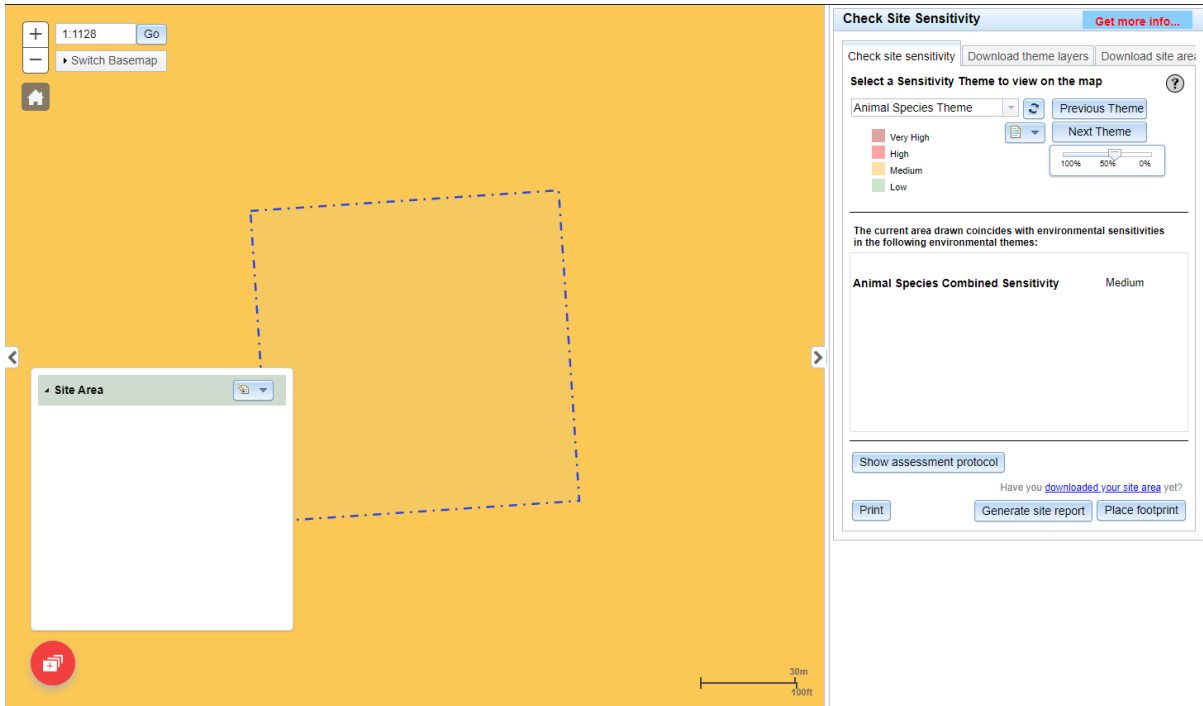 +
1:1128
Go
−
Switch Basemap
Site Area
30m
100ft
Check Site Sensitivity
Get more info...
Check site sensitivity
Download theme layers
Download site area
Select a Sensitivity Theme to view on the map
?
Animal Species Theme
Previous Theme
Next Theme
Very High
High
Medium
Low
100% 50% 0%
The current area drawn coincides with environmental sensitivities
in the following environmental themes:
Animal Species Combined Sensitivity Medium
Show assessment protocol
Have you downloaded your site area yet?
Print
Generate site report
Place footprint